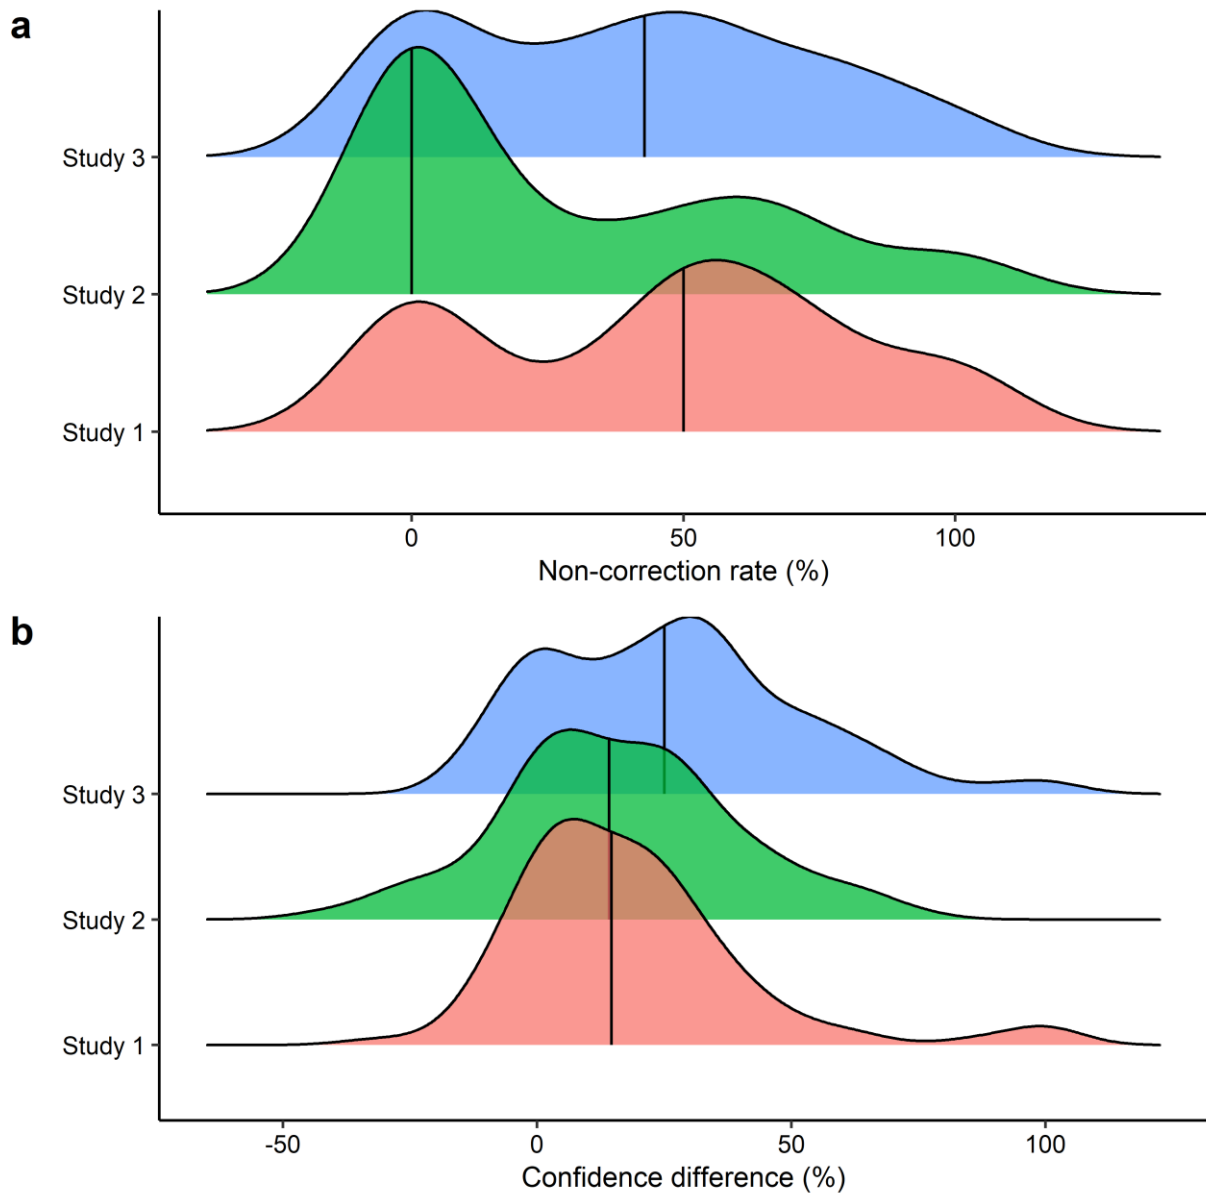 a
Study 3
Study 2
Study 1
0 50 100
Non-correction rate (%)
b
Study 3
Study 2
Study 1
-50 0 50 100
Confidence difference (%)